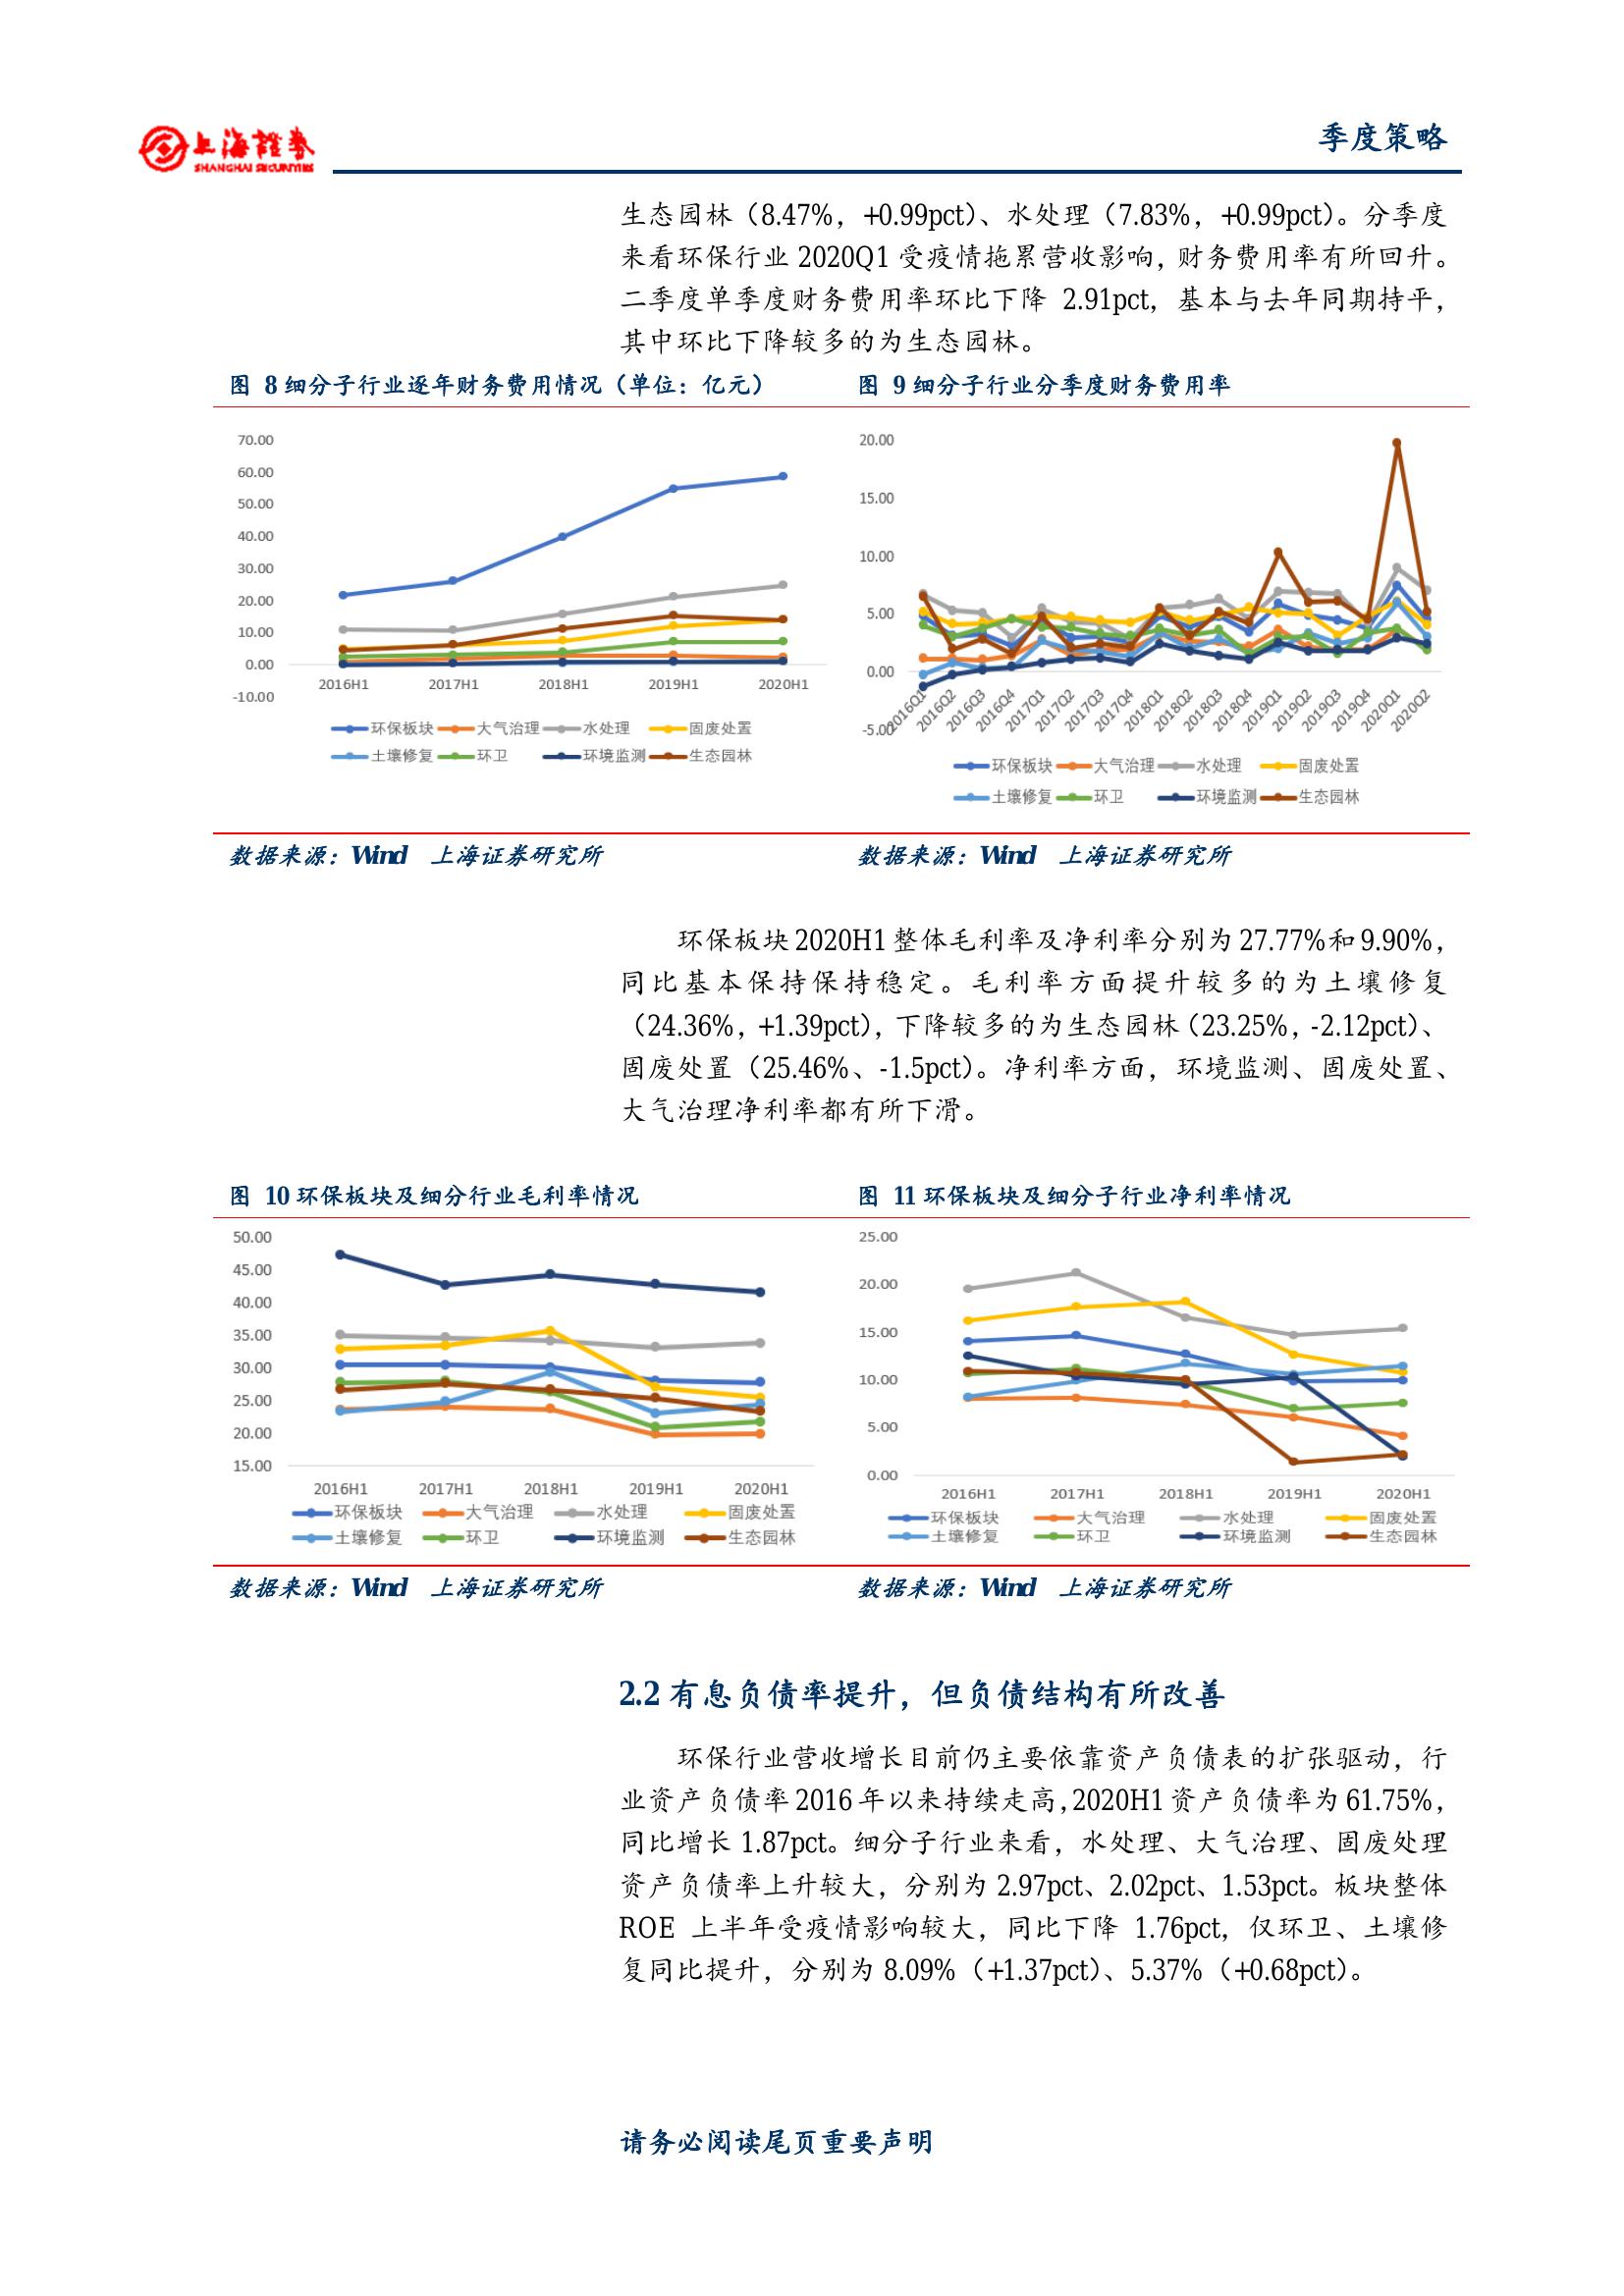 上海證券
SHANGHAI SECURITIES
季度策略
生态园林（8.47%，+0.99pct）、水处理（7.83%，+0.99pct）。分季度
来看环保行业 2020Q1 受疫情拖累营收影响，财务费用率有所回升。
二季度单季度财务费用率环比下降 2.91pct，基本与去年同期持平，
其中环比下降较多的为生态园林。
图 8 细分子行业逐年财务费用情况（单位：亿元）
70.00
60.00
50.00
40.00
30.00
20.00
10.00
0.00
-10.00
2016H1 2017H1 2018H1 2019H1 2020H1
环保板块 大气治理 水处理 固废处置
土壤修复 环卫 环境监测 生态园林
图 9 细分子行业分季度财务费用率
20.00
15.00
10.00
5.00
0.00
-5.00
2016Q1 2016Q2 2016Q3 2016Q4 2017Q1 2017Q2 2017Q3 2017Q4 2018Q1 2018Q2 2018Q3 2018Q4 2019Q1 2019Q2 2019Q3 2019Q4 2020Q1 2020Q2
环保板块 大气治理 水处理 固废处置
土壤修复 环卫 环境监测 生态园林
数据来源：Wind 上海证券研究所
数据来源：Wind 上海证券研究所
环保板块 2020H1 整体毛利率及净利率分别为 27.77%和 9.90%，
同比基本保持保持稳定。毛利率方面提升较多的为土壤修复
（24.36%，+1.39pct），下降较多的为生态园林（23.25%，-2.12pct）、
固废处置（25.46%、-1.5pct）。净利率方面，环境监测、固废处置、
大气治理净利率都有所下滑。
图 10 环保板块及细分行业毛利率情况
50.00
45.00
40.00
35.00
30.00
25.00
20.00
15.00
2016H1 2017H1 2018H1 2019H1 2020H1
环保板块 大气治理 水处理 固废处置
土壤修复 环卫 环境监测 生态园林
图 11 环保板块及细分子行业净利率情况
25.00
20.00
15.00
10.00
5.00
0.00
2016H1 2017H1 2018H1 2019H1 2020H1
环保板块 大气治理 水处理 固废处置
土壤修复 环卫 环境监测 生态园林
数据来源：Wind 上海证券研究所
数据来源：Wind 上海证券研究所
2.2 有息负债率提升，但负债结构有所改善
环保行业营收增长目前仍主要依靠资产负债表的扩张驱动，行
业资产负债率 2016 年以来持续走高，2020H1 资产负债率为 61.75%，
同比增长 1.87pct。细分子行业来看，水处理、大气治理、固废处理
资产负债率上升较大，分别为 2.97pct、2.02pct、1.53pct。板块整体
ROE 上半年受疫情影响较大，同比下降 1.76pct，仅环卫、土壤修
复同比提升，分别为 8.09%（+1.37pct）、5.37%（+0.68pct）。
请务必阅读尾页重要声明